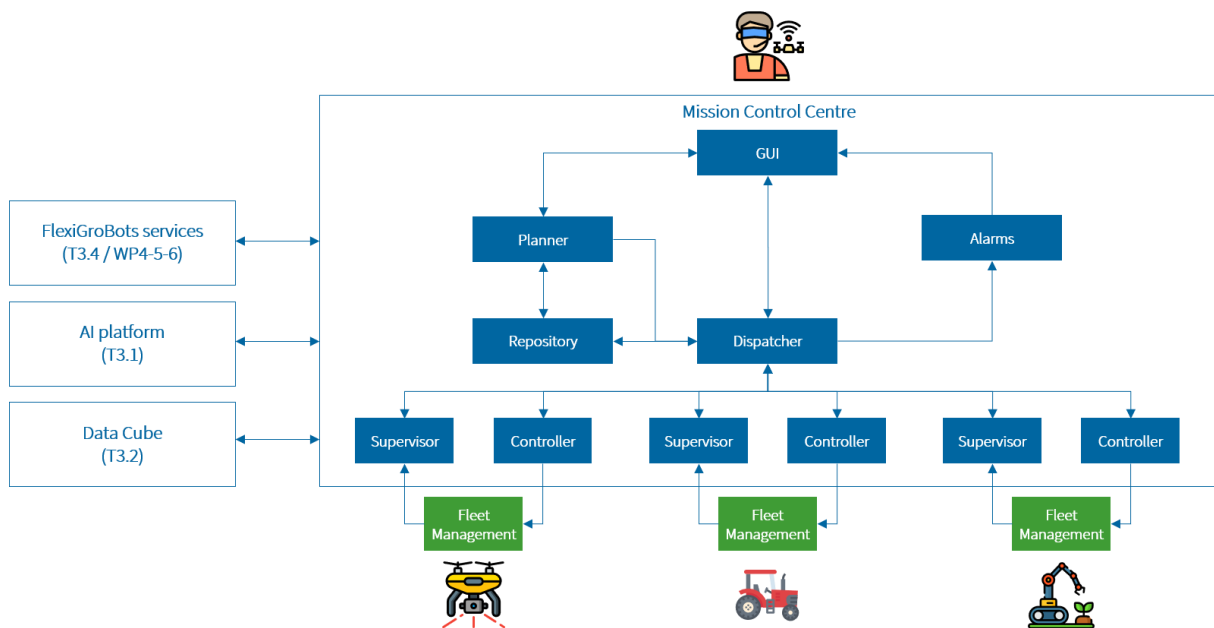 Mission Control Centre
GUI
FlexiGroBots services
(T3.4 / WP4-5-6)
Planner
Alarms
AI platform
(T3.1)
Repository
Dispatcher
Data Cube
(T3.2)
Supervisor
Controller
Supervisor
Controller
Supervisor
Controller
Fleet
Management
Fleet
Management
Fleet
Management